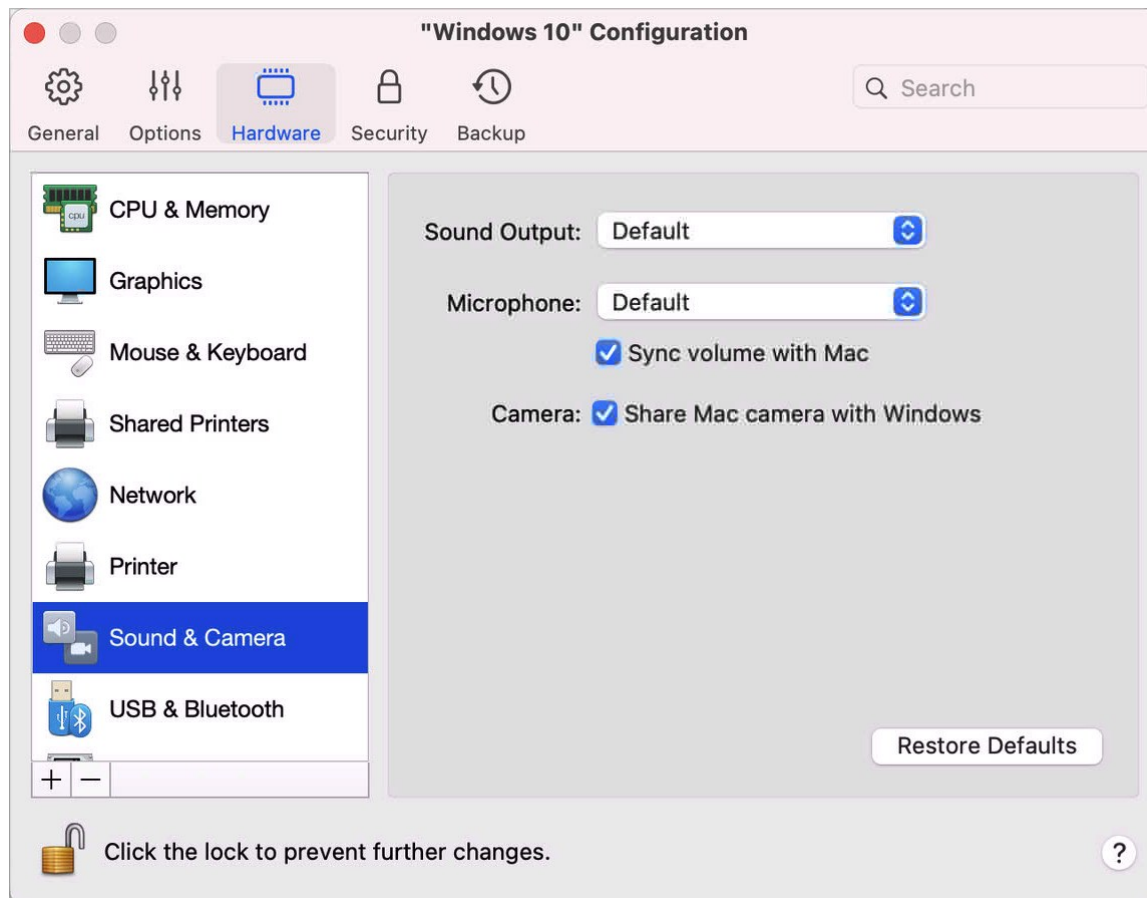 "Windows 10" Configuration
General Options Hardware Security Backup
Search
CPU & Memory
Graphics
Mouse & Keyboard
Shared Printers
Network
Printer
Sound & Camera
USB & Bluetooth
+ −
Sound Output: Default
Microphone: Default
Sync volume with Mac
Camera: Share Mac camera with Windows
Restore Defaults
Click the lock to prevent further changes.
?